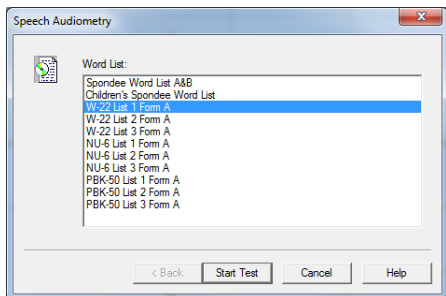 Speech Audiometry
Word List:
Spondee Word List A&B
Children's Spondee Word List
W-22 List 1 Form A
W-22 List 2 Form A
W-22 List 3 Form A
NU-6 List 1 Form A
NU-6 List 2 Form A
NU-6 List 3 Form A
PBK-50 List 1 Form A
PBK-50 List 2 Form A
PBK-50 List 3 Form A
< Back Start Test Cancel Help